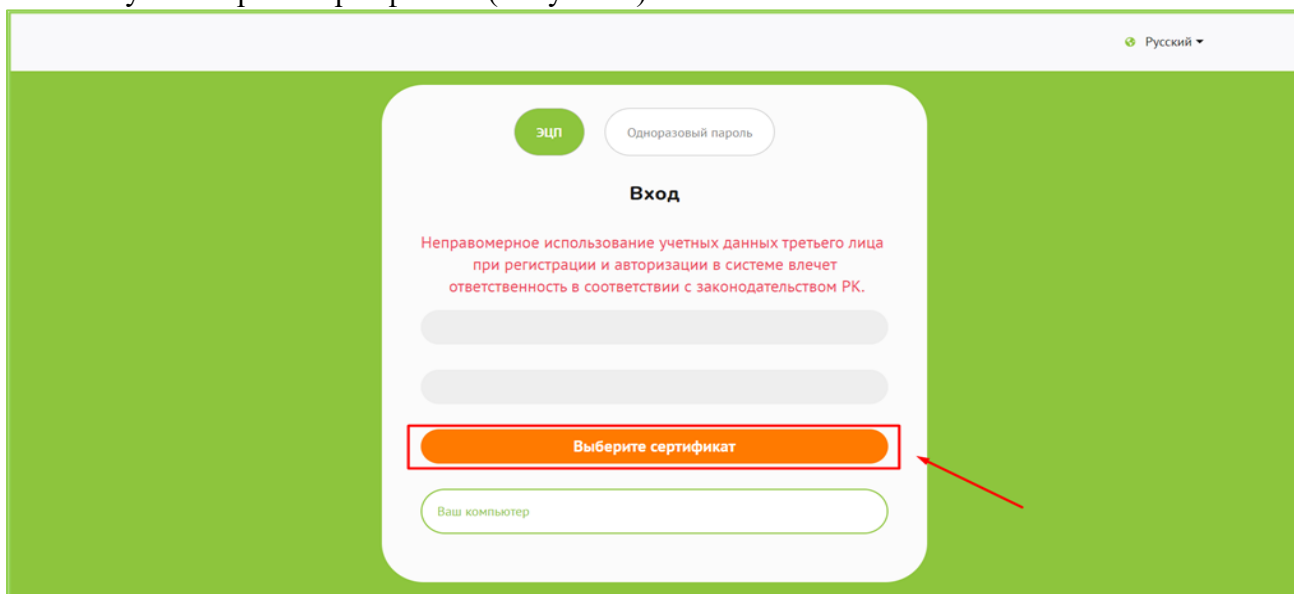 Русский
ЭЦП
Одноразовый пароль
Вход
Неправомерное использование учетных данных третьего лица
при регистрации и авторизации в системе влечет
ответственность в соответствии с законодательством РК.
Выберите сертификат
Ваш компьютер